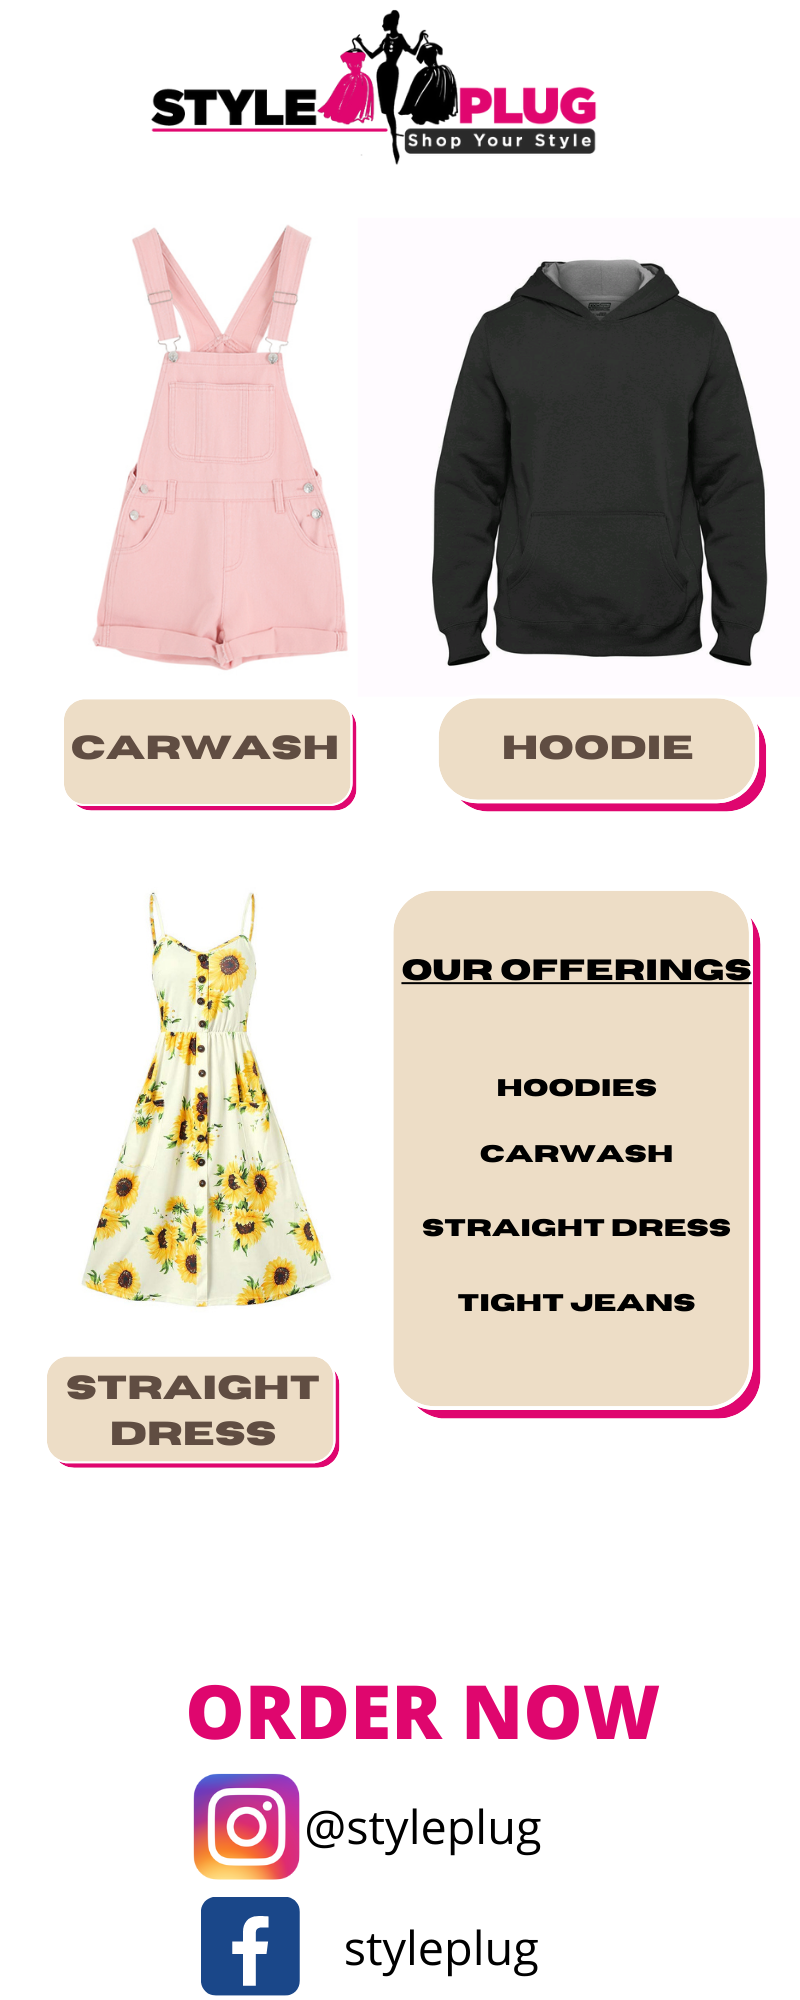 STYLE PLUG
Shop Your Style
CARWASH
HOODIE
OUR OFFERINGS
HOODIES
CARWASH
STRAIGHT DRESS
TIGHT JEANS
STRAIGHT
DRESS
ORDER NOW
@styleplug
styleplug